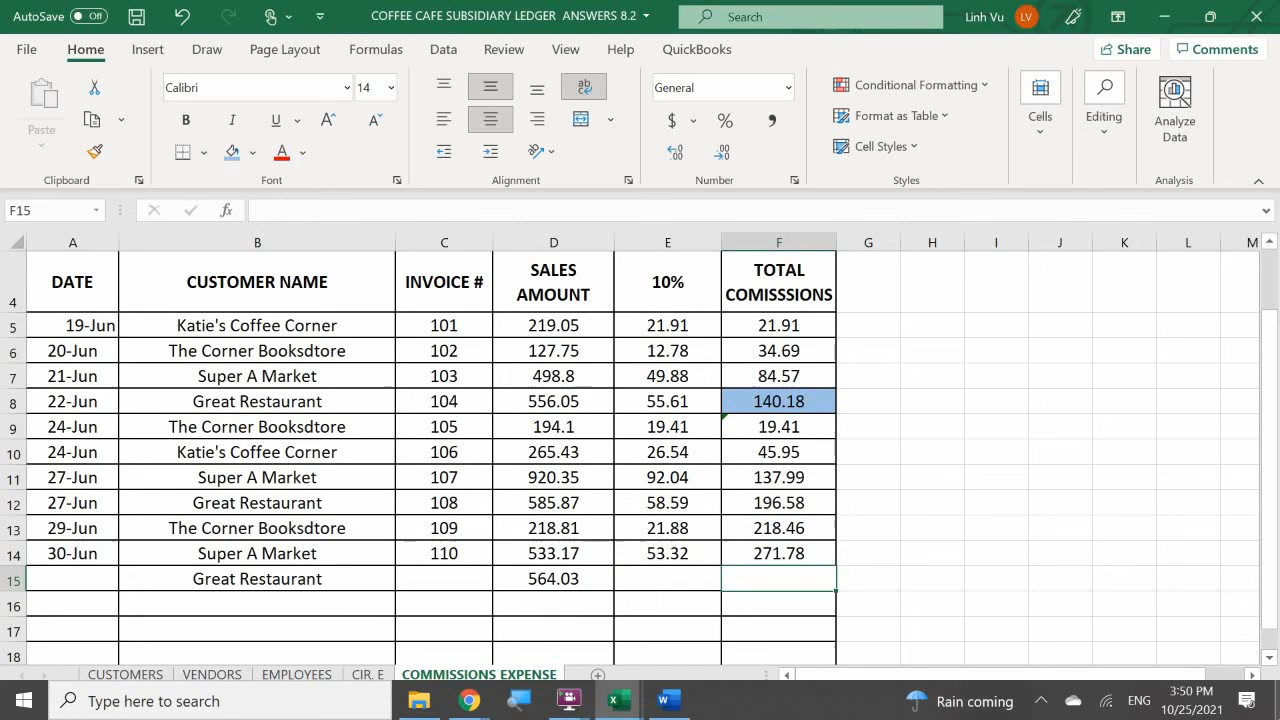 AutoSave Off COFFEE CAFE SUBSIDIARY LEDGER ANSWERS 8.2 Search Linh Vu LV
File Home Insert Draw Page Layout Formulas Data Review View Help QuickBooks Share Comments
Paste
Calibri 14
B I U A A
A
ab
General
$ % ,
Conditional Formatting
Format as Table
Cell Styles
Cells
Editing
Analyze
Data
Clipboard Font Alignment Number Styles Analysis
F15 fx
A B C D E F G H I J K L M
4 DATE CUSTOMER NAME INVOICE # SALES AMOUNT 10% TOTAL COMISSSIONS
5 19-Jun Katie's Coffee Corner 101 219.05 21.91 21.91
6 20-Jun The Corner Booksdtore 102 127.75 12.78 34.69
7 21-Jun Super A Market 103 498.8 49.88 84.57
8 22-Jun Great Restaurant 104 556.05 55.61 140.18
9 24-Jun The Corner Booksdtore 105 194.1 19.41 19.41
10 24-Jun Katie's Coffee Corner 106 265.43 26.54 45.95
11 27-Jun Super A Market 107 920.35 92.04 137.99
12 27-Jun Great Restaurant 108 585.87 58.59 196.58
13 29-Jun The Corner Booksdtore 109 218.81 21.88 218.46
14 30-Jun Super A Market 110 533.17 53.32 271.78
15 Great Restaurant 564.03
16
17
18
CUSTOMERS VENDORS EMPLOYEES CIR. E COMMISSIONS EXPENSE
Type here to search Rain coming ENG 3:50 PM
10/25/2021